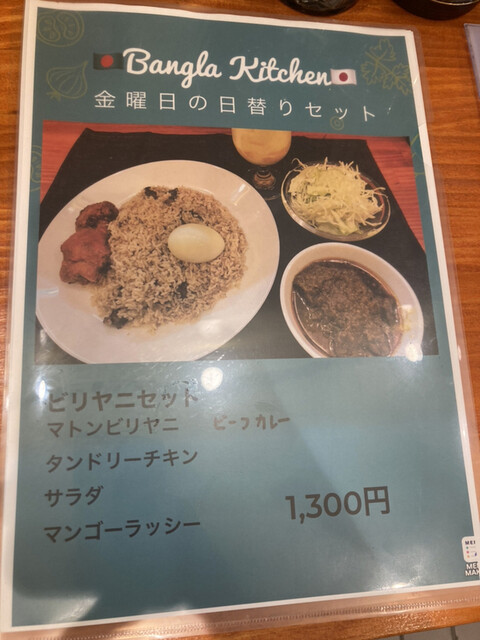 Bangla Kitchen
金曜日の日替りセット
ビリヤニセット
マトンビリヤニ ビーフカレー
タンドリーチキン
サラダ
マンゴーラッシー
1,300円